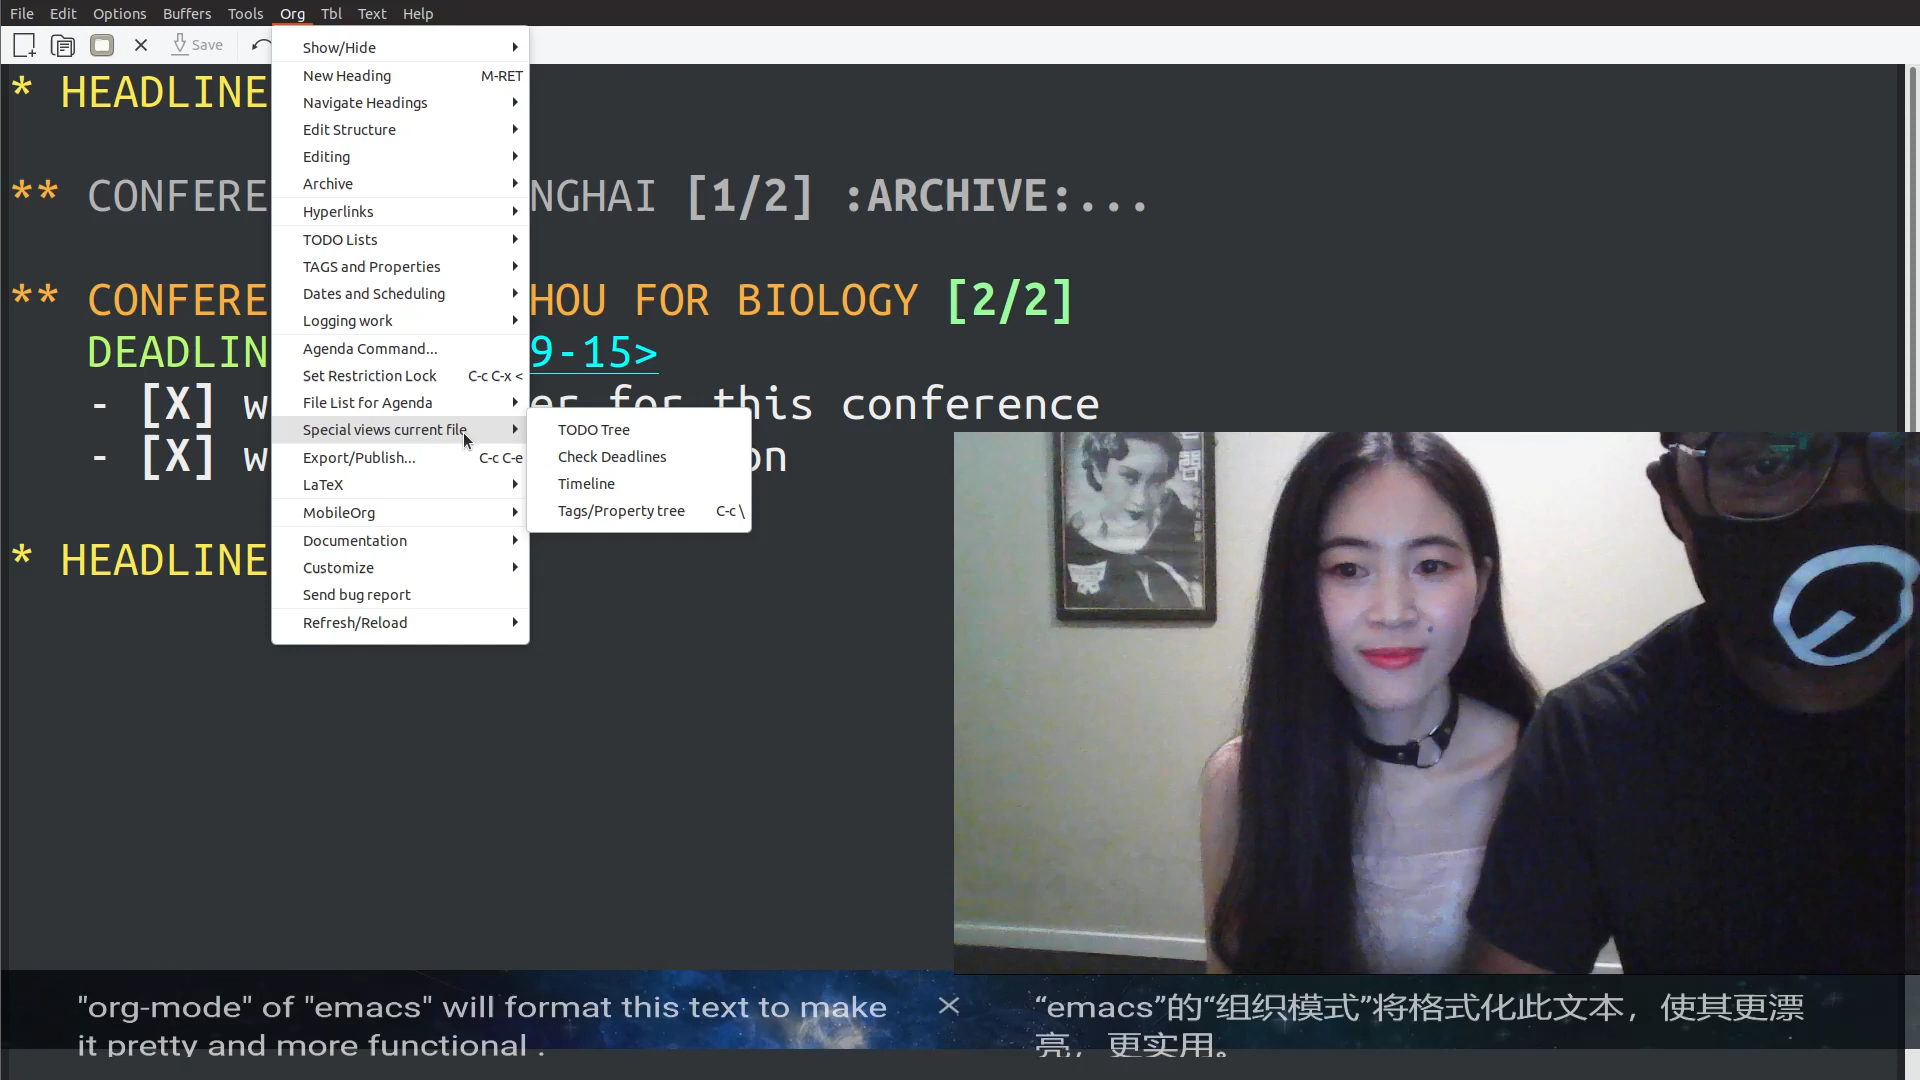 File Edit Options Buffers Tools Org Tbl Text Help
Save
Show/Hide
New Heading M-RET
Navigate Headings
Edit Structure
Editing
Archive
Hyperlinks
TODO Lists
TAGS and Properties
Dates and Scheduling
Logging work
Agenda Command...
Set Restriction Lock C-c C-x <
File List for Agenda
Special views current file
Export/Publish... C-c C-e
LaTeX
MobileOrg
Documentation
Customize
Send bug report
Refresh/Reload
TODO Tree
Check Deadlines
Timeline
Tags/Property tree C-c \
* HEADLINE
** CONFERE NGHAI [1/2] :ARCHIVE:...
** CONFERE HOU FOR BIOLOGY [2/2]
DEADLIN 9-15>
- [X] w er for this conference
- [X] w on
* HEADLINE
"org-mode" of "emacs" will format this text to make
it pretty and more functional .
“emacs”的“组织模式”将格式化此文本，使其更漂
亮，更实用。